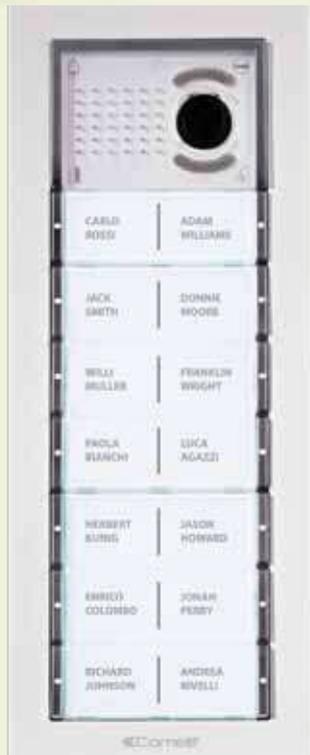 CARLO
ROSSI
ADAM
WILLIAMS
JACK
SMITH
DONNIE
MOORE
WILLI
MULLER
FRANKLIN
WRIGHT
PAOLA
BIANCHI
LUCA
AGAZZI
HERBERT
KUNIG
JASON
HOWARD
ENRICO
COLOMBO
JONAH
PERRY
RICHARD
JOHNSON
ANDREA
RIVELLI
Comelit